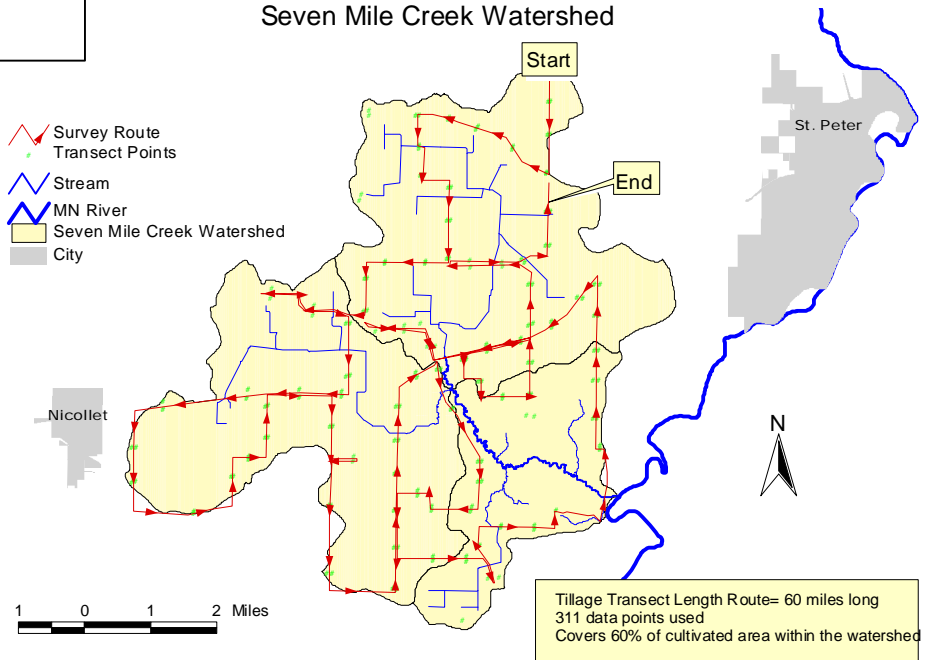 Seven Mile Creek Watershed
Start
St. Peter
Survey Route
Transect Points
Stream
End
MN River
Seven Mile Creek Watershed
City
Nicollet
N
1 0 1 2 Miles
Tillage Transect Length Route= 60 miles long
311 data points used
Covers 60% of cultivated area within the watershed